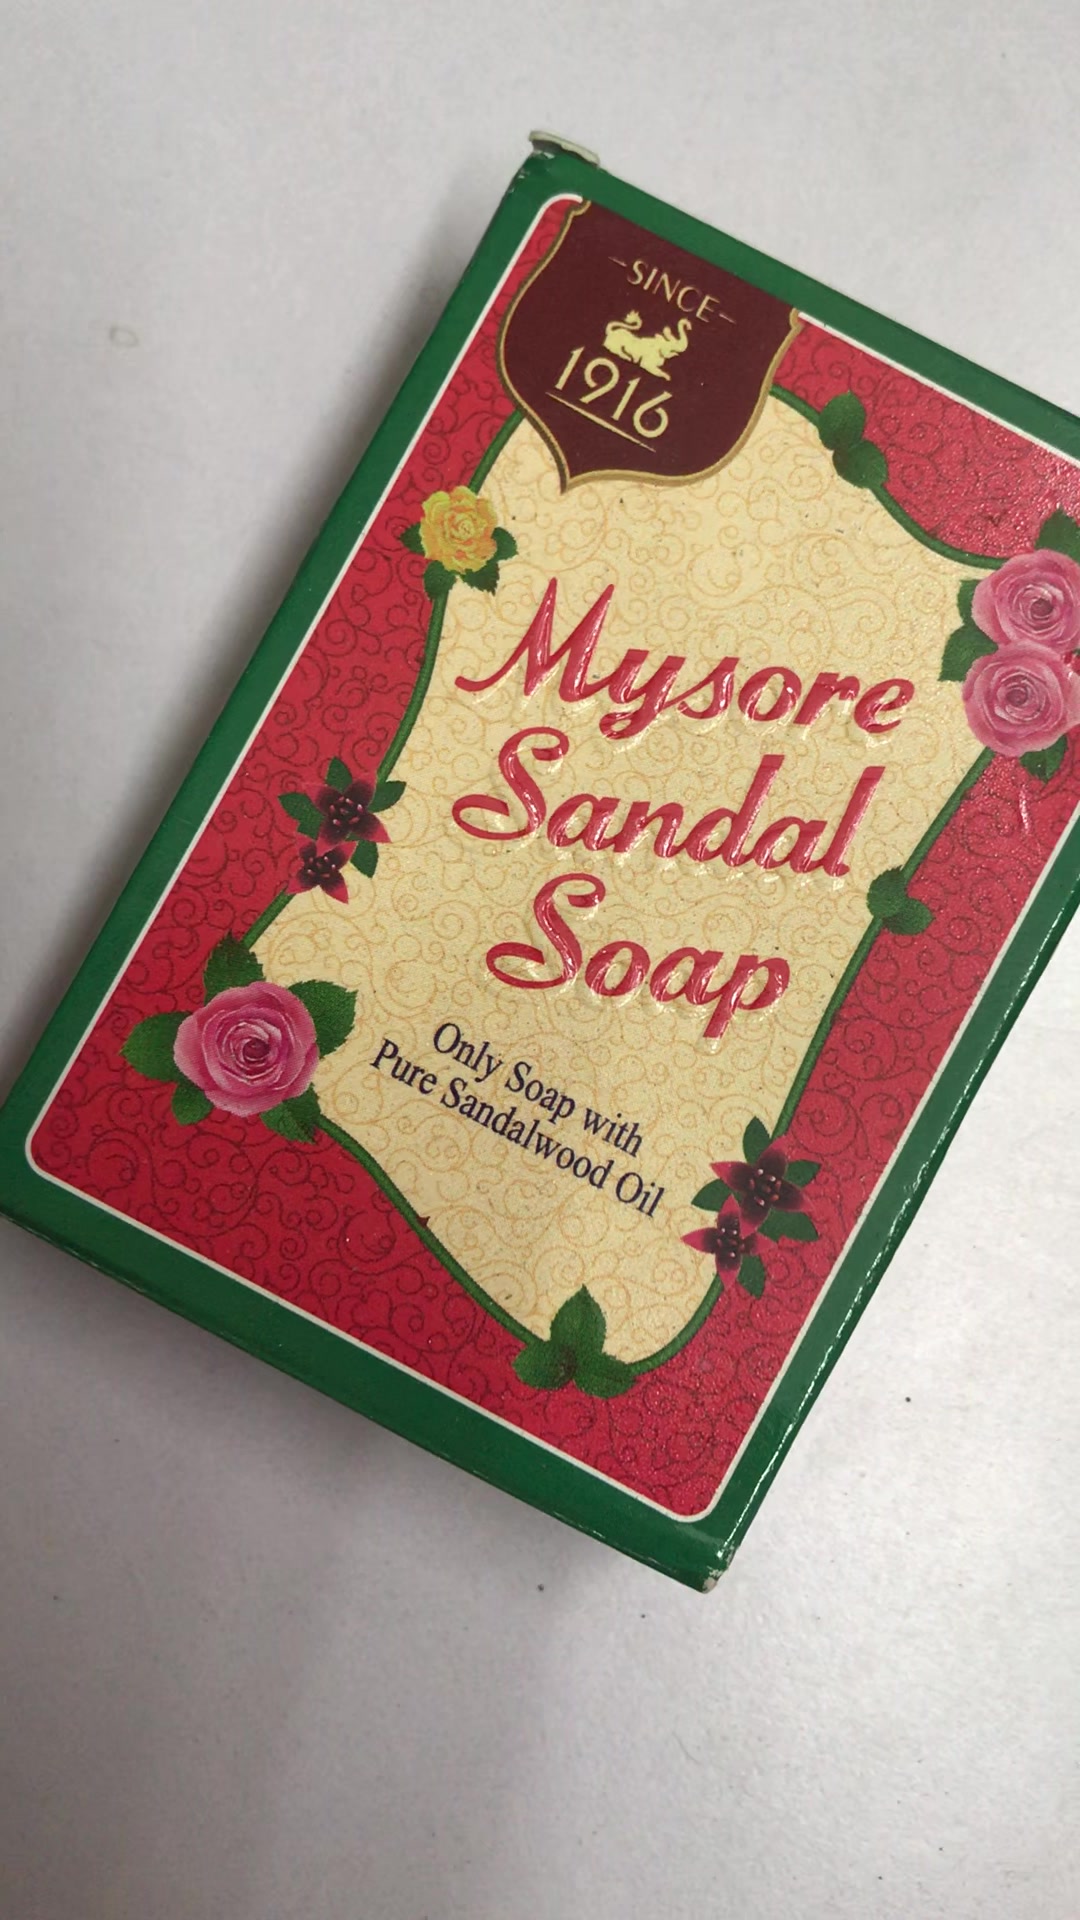 -SINCE-
1916
Mysore
Sandal
Soap
Only Soap with
Pure Sandalwood Oil